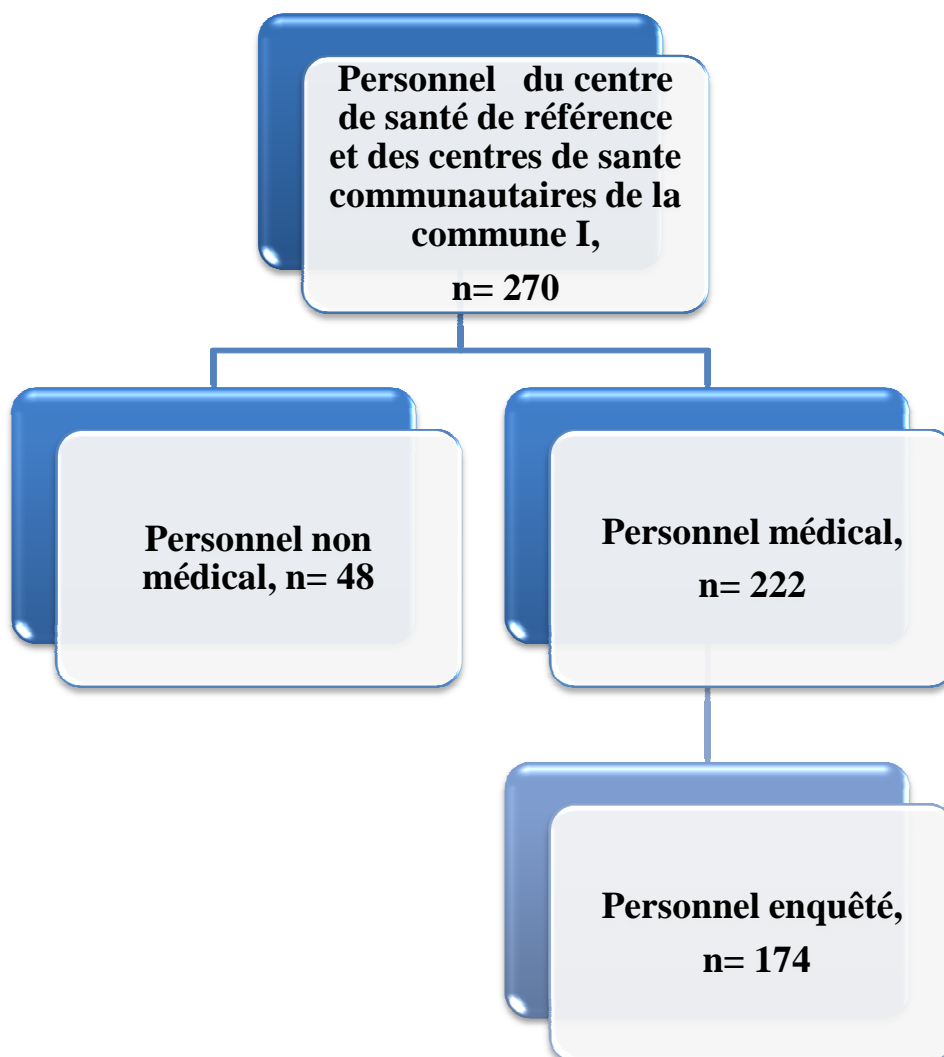 Personnel du centre
de santé de référence
et des centres de sante
communautaires de la
commune I,
n= 270
Personnel non
médical, n= 48
Personnel médical,
n= 222
Personnel enquêté,
n= 174